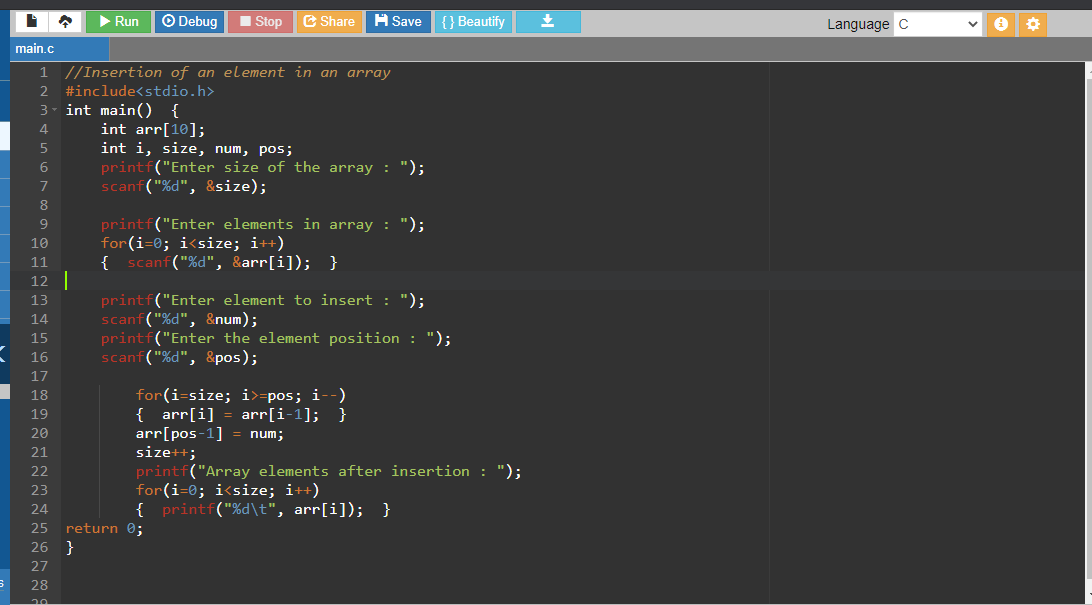 Run Debug Stop Share Save { } Beautify Language C
main.c
1 //Insertion of an element in an array
2 #include<stdio.h>
3 int main()  {
4     int arr[10];
5     int i, size, num, pos;
6     printf("Enter size of the array : ");
7     scanf("%d", &size);
8
9     printf("Enter elements in array : ");
10     for(i=0; i<size; i++)
11     {  scanf("%d", &arr[i]);  }
12
13     printf("Enter element to insert : ");
14     scanf("%d", &num);
15     printf("Enter the element position : ");
16     scanf("%d", &pos);
17
18         for(i=size; i>=pos; i--)
19         {  arr[i] = arr[i-1];  }
20         arr[pos-1] = num;
21         size++;
22         printf("Array elements after insertion : ");
23         for(i=0; i<size; i++)
24         {  printf("%d\t", arr[i]);  }
25 return 0;
26 }
27
28
29